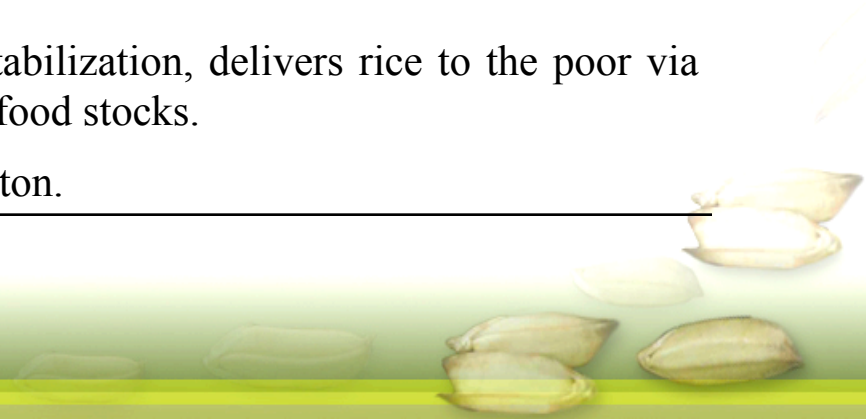 tabilization, delivers rice to the poor via
food stocks.
ton.